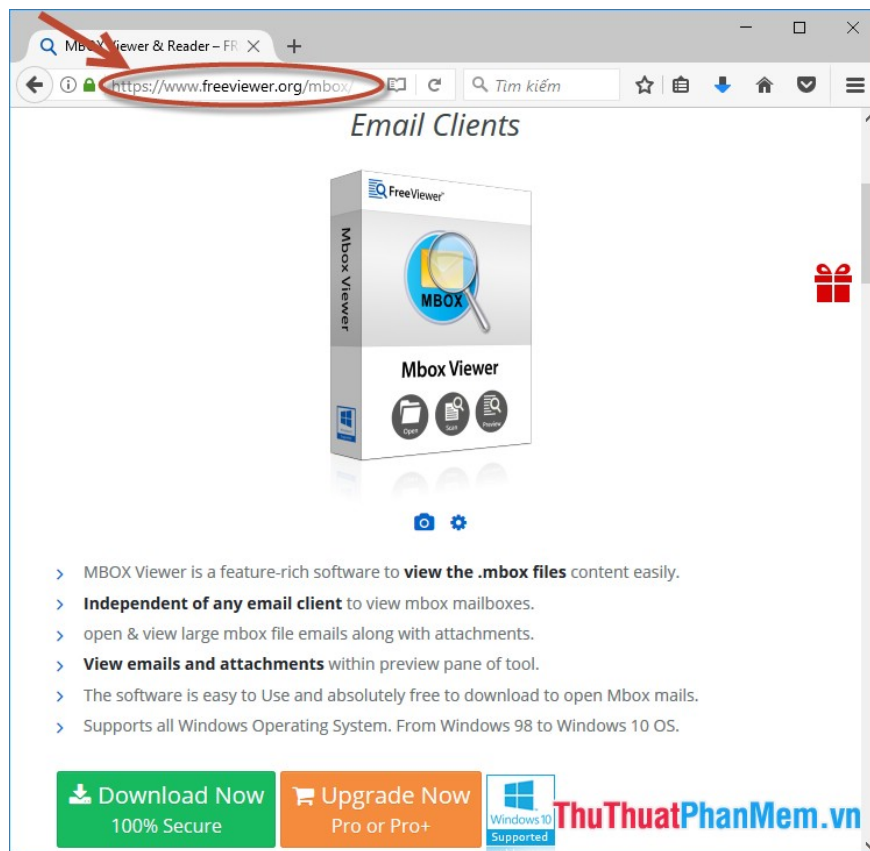 MBOX Viewer & Reader – FR
https://www.freeviewer.org/mbox/
Tìm kiếm
Email Clients
FreeViewer
Mbox Viewer
MBOX
Mbox Viewer
Open
Scan
Preview
MBOX Viewer is a feature-rich software to view the .mbox files content easily.
Independent of any email client to view mbox mailboxes.
open & view large mbox file emails along with attachments.
View emails and attachments within preview pane of tool.
The software is easy to Use and absolutely free to download to open Mbox mails.
Supports all Windows Operating System. From Windows 98 to Windows 10 OS.
Download Now
100% Secure
Upgrade Now
Pro or Pro+
Windows 10
Supported
ThuThuatPhanMem.vn